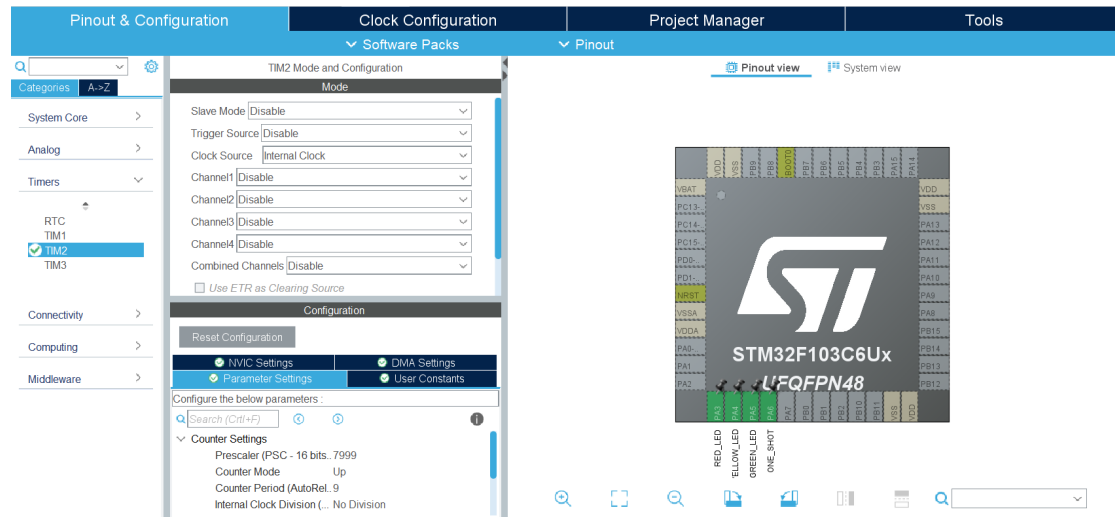 Pinout & Configuration
Clock Configuration
Project Manager
Tools
Software Packs
Pinout
TIM2 Mode and Configuration
Mode
Categories
A->Z
System Core
Analog
Timers
RTC
TIM1
TIM2
TIM3
Connectivity
Computing
Middleware
Slave Mode Disable
Trigger Source Disable
Clock Source Internal Clock
Channel1 Disable
Channel2 Disable
Channel3 Disable
Channel4 Disable
Combined Channels Disable
Use ETR as Clearing Source
Configuration
Reset Configuration
NVIC Settings
DMA Settings
Parameter Settings
User Constants
Configure the below parameters :
Search (Crtl+F)
Counter Settings
Prescaler (PSC - 16 bits.. 7999
Counter Mode Up
Counter Period (AutoRel.. 9
Internal Clock Division (... No Division
Pinout view
System view
VDD
VSS
PB9
PB8
BOOT0
PB7
PB6
PB5
PB4
PB3
PA15
PA14
VBAT
PC13-
PC14-
PC15-
PD0-
PD1-
NRST
VSSA
VDDA
PA0-
PA1
PA2
VDD
VSS
PA13
PA12
PA11
PA10
PA9
PA8
PB15
PB14
PB13
PB12
ST
STM32F103C6Ux
UFQFPN48
PA3
PA4
PA5
PA6
PA7
PB0
PB1
PB2
PB10
PB11
VSS
VDD
RED_LED
ELLOW_LED
GREEN_LED
ONE_SHOT